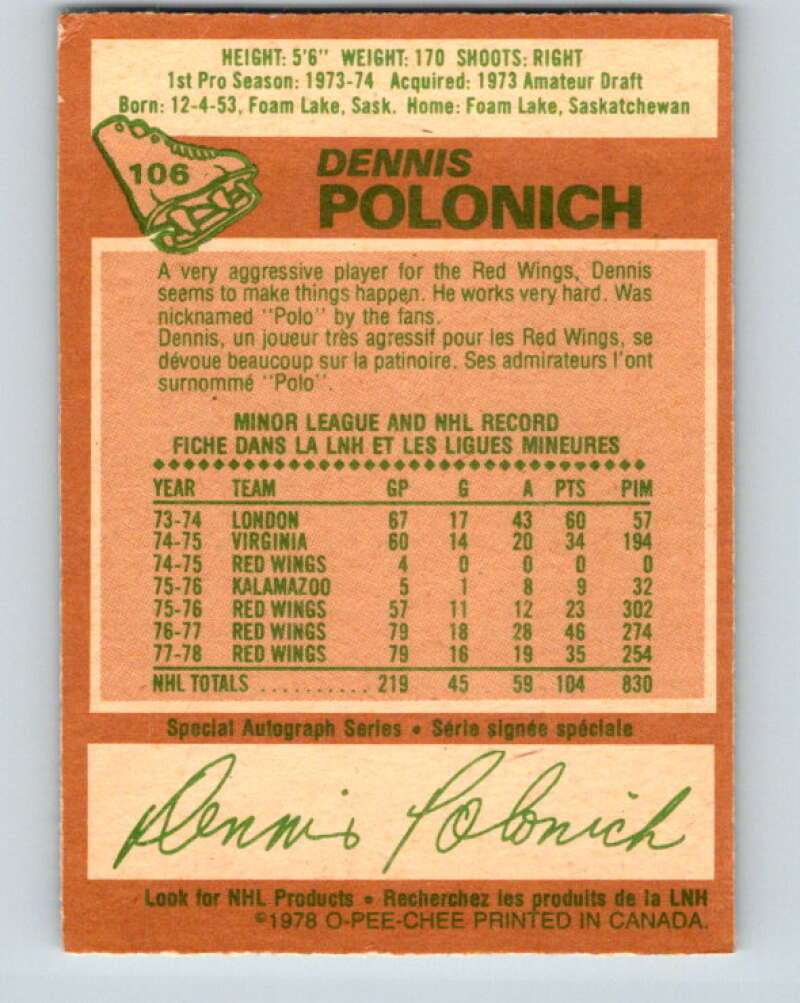 HEIGHT: 5'6" WEIGHT: 170 SHOOTS: RIGHT
1st Pro Season: 1973-74 Acquired: 1973 Amateur Draft
Born: 12-4-53, Foam Lake, Sask. Home: Foam Lake, Saskatchewan
106
DENNIS
POLONICH
A very aggressive player for the Red Wings, Dennis
seems to make things happen. He works very hard. Was
nicknamed "Polo" by the fans.
Dennis, un joueur très agressif pour les Red Wings, se
dévoue beaucoup sur la patinoire. Ses admirateurs l'ont
surnommé "Polo".
MINOR LEAGUE AND NHL RECORD
FICHE DANS LA LNH ET LES LIGUES MINEURES
YEAR TEAM GP G A PTS PIM
73-74 LONDON 67 17 43 60 57
74-75 VIRGINIA 60 14 20 34 194
74-75 RED WINGS 4 0 0 0 0
75-76 KALAMAZOO 5 1 8 9 32
75-76 RED WINGS 57 11 12 23 302
76-77 RED WINGS 79 18 28 46 274
77-78 RED WINGS 79 16 19 35 254
NHL TOTALS .......... 219 45 59 104 830
Special Autograph Series • Série signée spéciale
Dennis Polonich
Look for NHL Products • Recherchez les produits de la LNH
©1978 O-PEE-CHEE PRINTED IN CANADA.